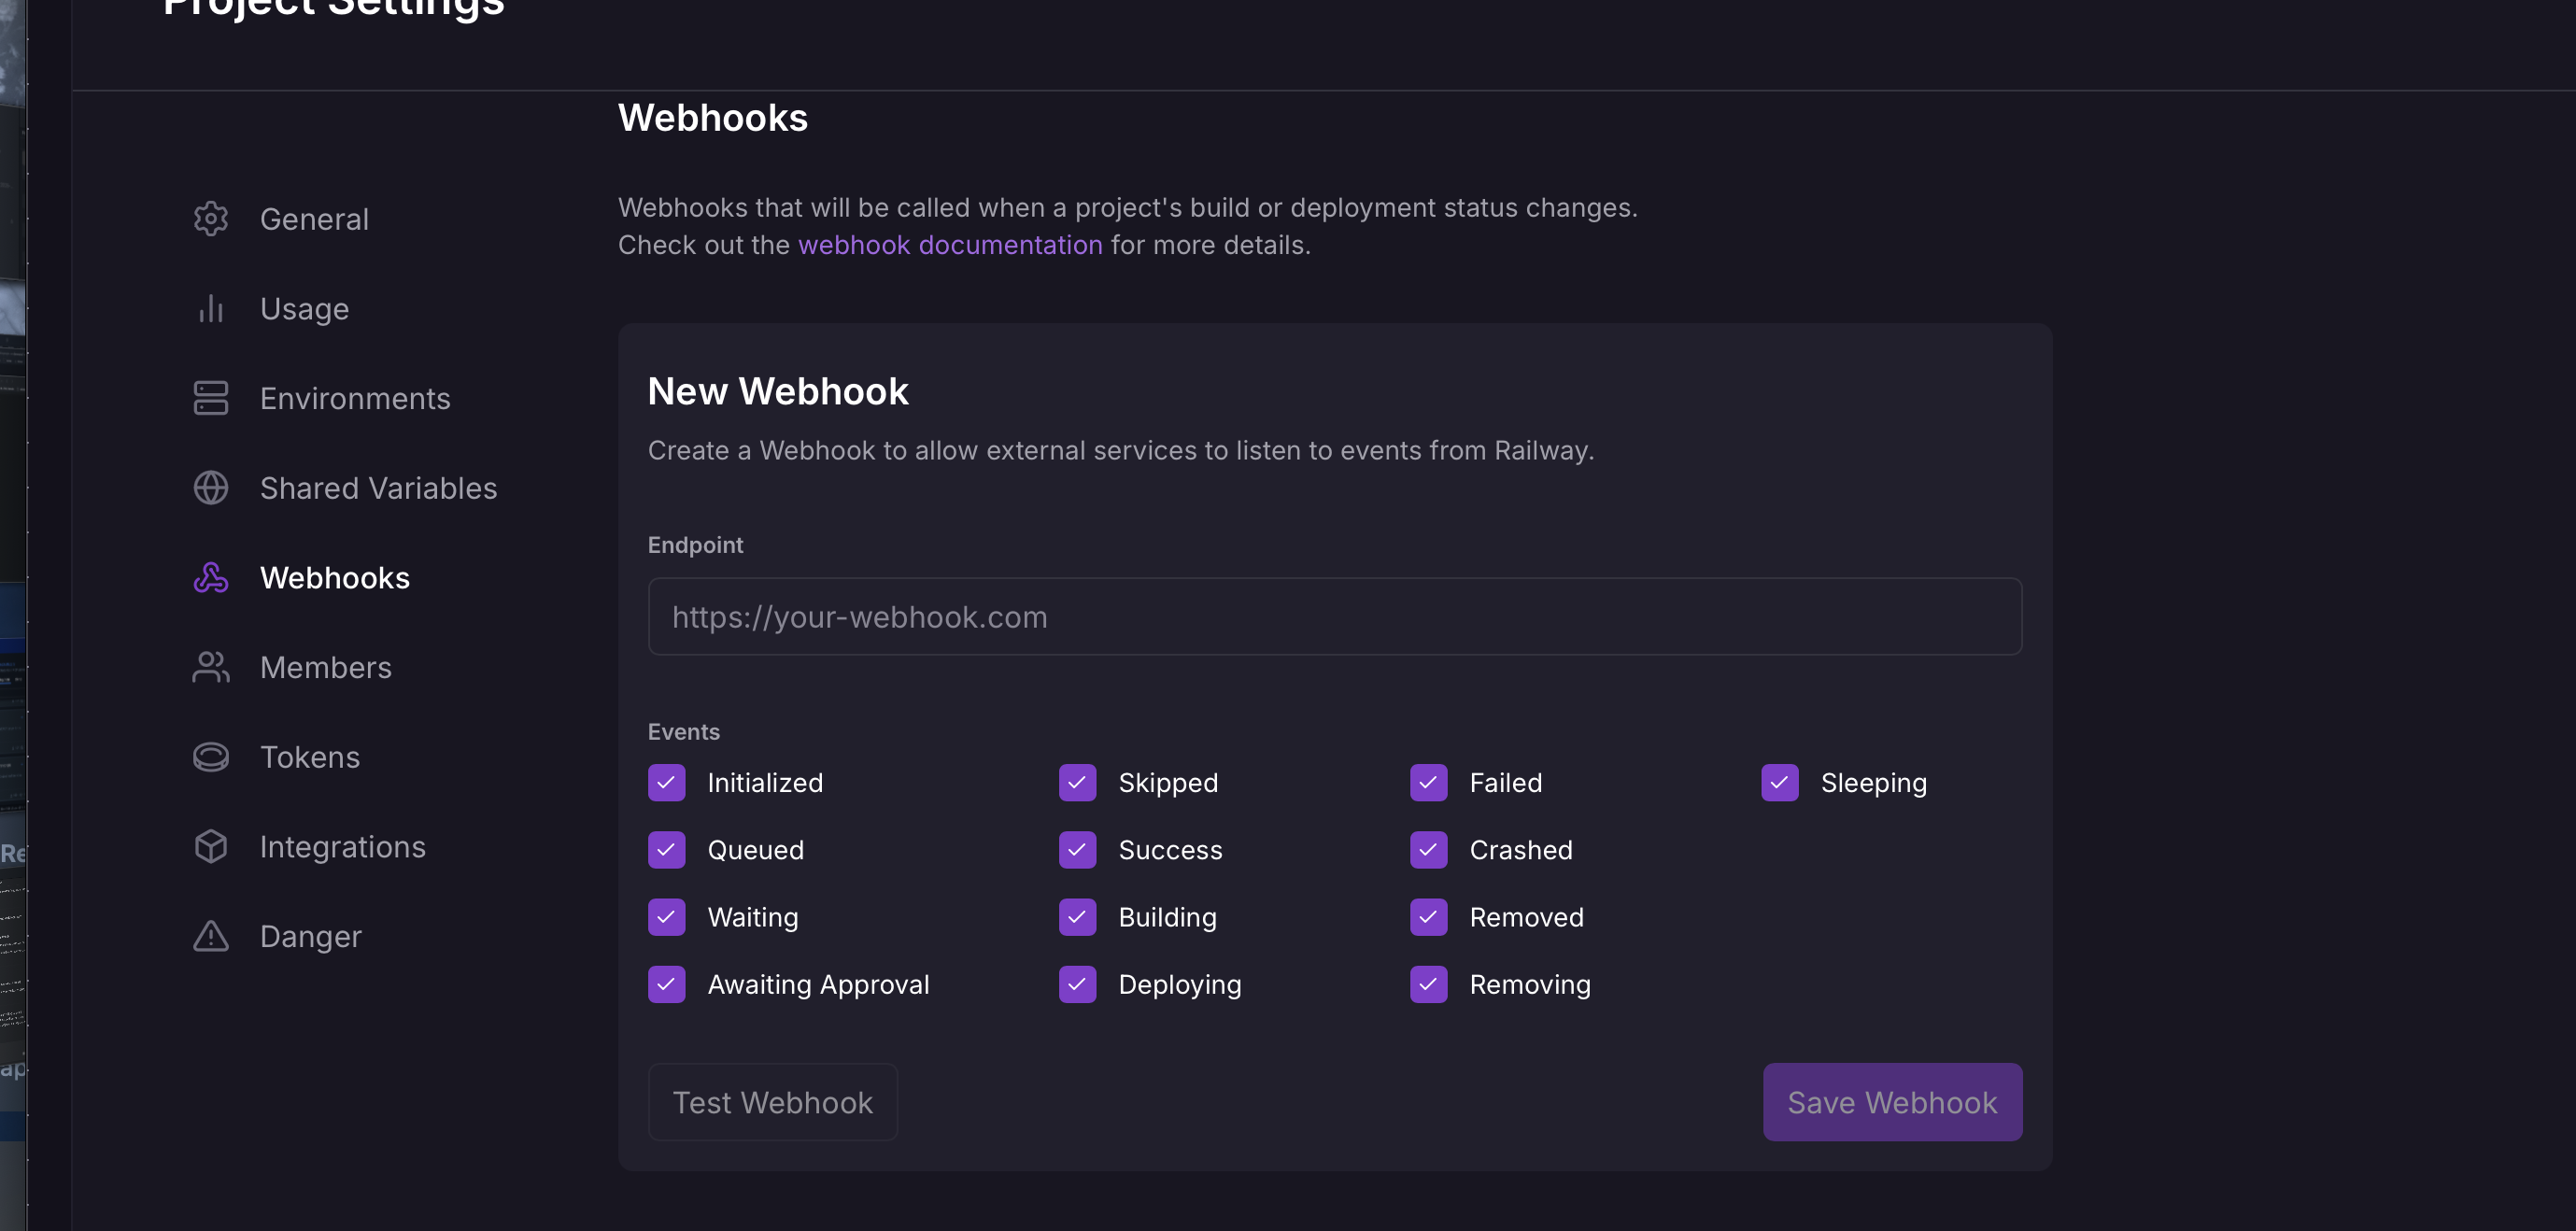 Project Settings
Webhooks
Webhooks that will be called when a project's build or deployment status changes.
Check out the webhook documentation for more details.
General
Usage
Environments
Shared Variables
Webhooks
Members
Tokens
Integrations
Danger
New Webhook
Create a Webhook to allow external services to listen to events from Railway.
Endpoint
https://your-webhook.com
Events
Initialized
Skipped
Failed
Sleeping
Queued
Success
Crashed
Waiting
Building
Removed
Awaiting Approval
Deploying
Removing
Test Webhook
Save Webhook
Re
ap